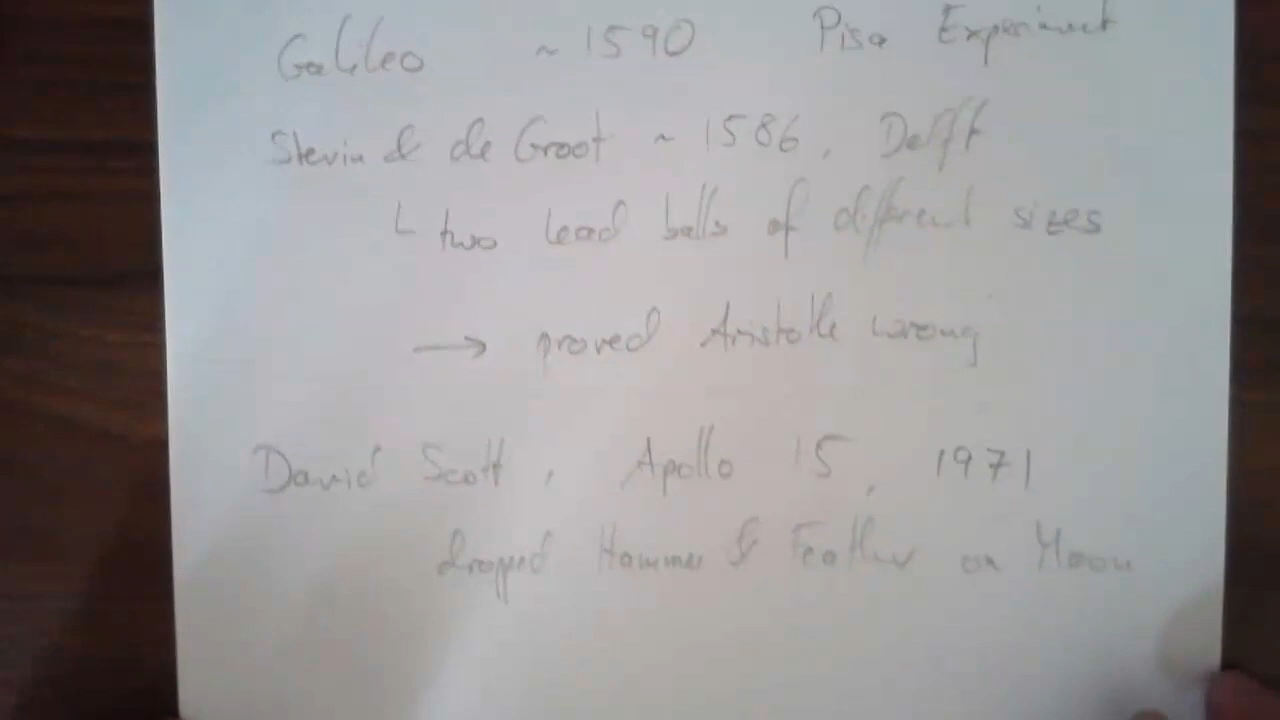 Galileo ~ 1590 Pisa Experiment
Stevin & de Groot ~ 1586, Delft
└ two lead balls of different sizes
→ proved Aristotle wrong
David Scott, Apollo 15, 1971
dropped Hammer & Feather on Moon